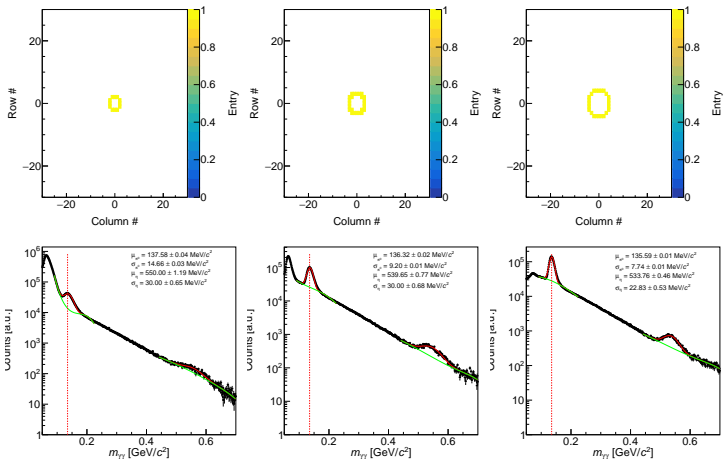 20
0
−20
Row #
−20
0
20
Column #
1
0.8
0.6
0.4
0.2
0
Entry
20
0
−20
Row #
−20
0
20
Column #
1
0.8
0.6
0.4
0.2
0
Entry
20
0
−20
Row #
−20
0
20
Column #
1
0.8
0.6
0.4
0.2
0
Entry
10⁶
10⁵
10⁴
10³
10²
10
1
Counts [a.u.]
μπ⁰ = 137.58 ± 0.04 MeV/c²
σπ⁰ = 14.66 ± 0.03 MeV/c²
μη = 550.00 ± 1.19 MeV/c²
ση = 30.00 ± 0.65 MeV/c²
0.2
0.4
0.6
mγγ [GeV/c²]
10⁵
10⁴
10³
10²
10
1
Counts [a.u.]
μπ⁰ = 136.32 ± 0.02 MeV/c²
σπ⁰ = 9.20 ± 0.01 MeV/c²
μη = 539.65 ± 0.77 MeV/c²
ση = 30.00 ± 0.68 MeV/c²
0.2
0.4
0.6
mγγ [GeV/c²]
10⁵
10⁴
10³
10²
10
1
Counts [a.u.]
μπ⁰ = 135.59 ± 0.01 MeV/c²
σπ⁰ = 7.74 ± 0.01 MeV/c²
μη = 533.76 ± 0.46 MeV/c²
ση = 22.83 ± 0.53 MeV/c²
0.2
0.4
0.6
mγγ [GeV/c²]